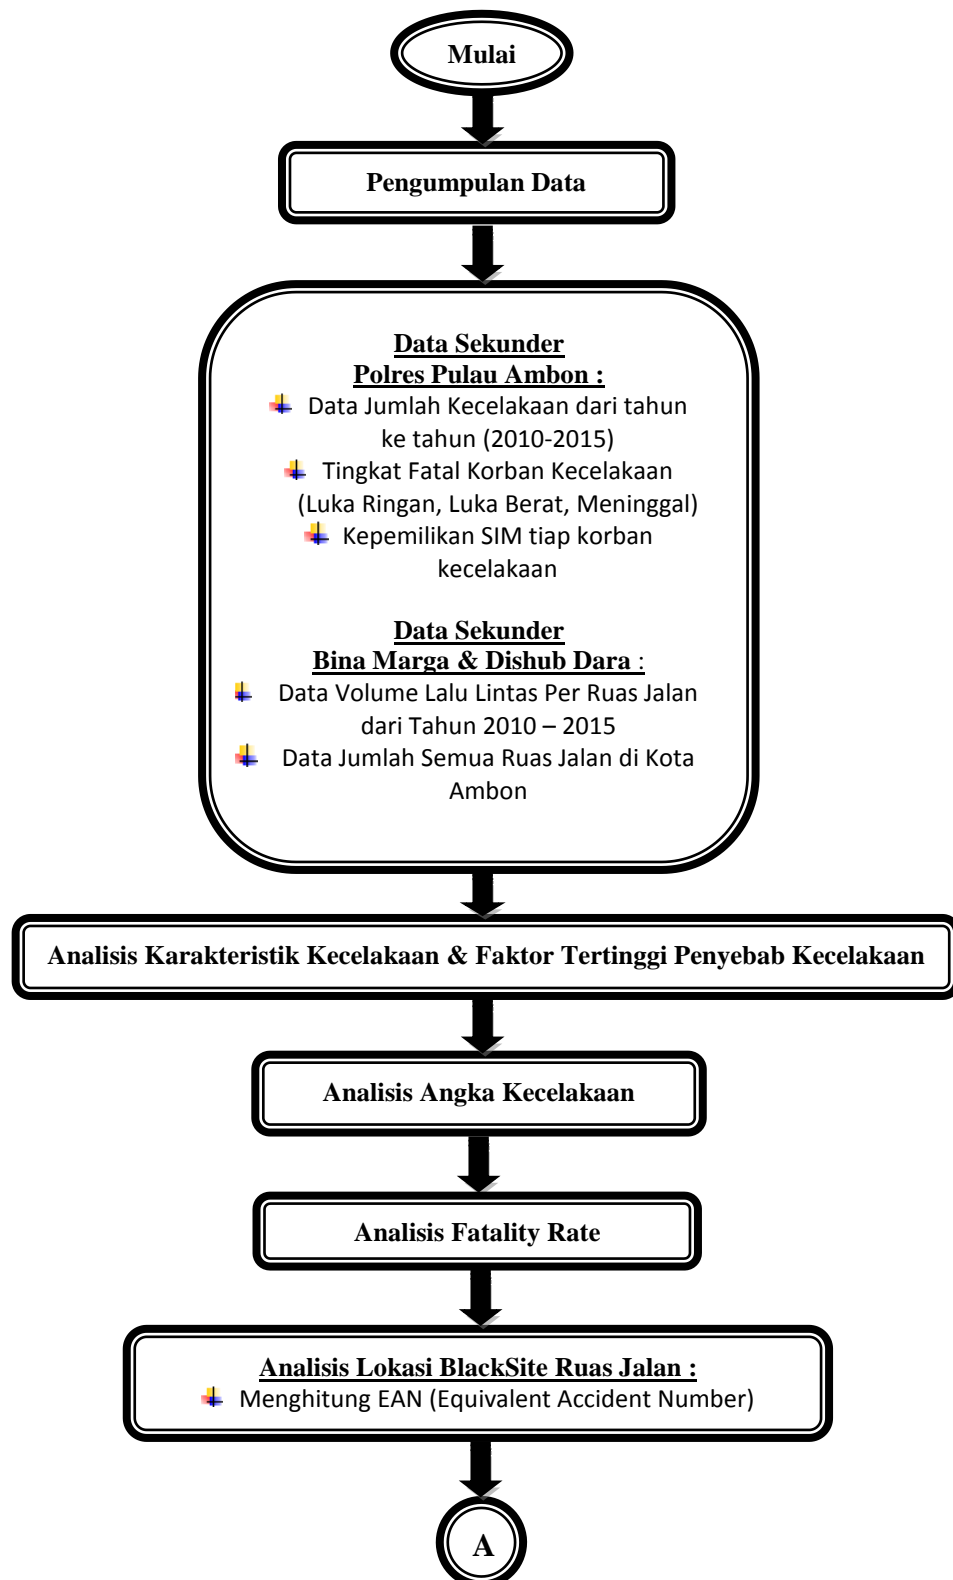 Mulai
Pengumpulan Data
Data Sekunder
Polres Pulau Ambon :
Data Jumlah Kecelakaan dari tahun
ke tahun (2010-2015)
Tingkat Fatal Korban Kecelakaan
(Luka Ringan, Luka Berat, Meninggal)
Kepemilikan SIM tiap korban
kecelakaan
Data Sekunder
Bina Marga & Dishub Dara :
Data Volume Lalu Lintas Per Ruas Jalan
dari Tahun 2010 – 2015
Data Jumlah Semua Ruas Jalan di Kota
Ambon
Analisis Karakteristik Kecelakaan & Faktor Tertinggi Penyebab Kecelakaan
Analisis Angka Kecelakaan
Analisis Fatality Rate
Analisis Lokasi BlackSite Ruas Jalan :
Menghitung EAN (Equivalent Accident Number)
A